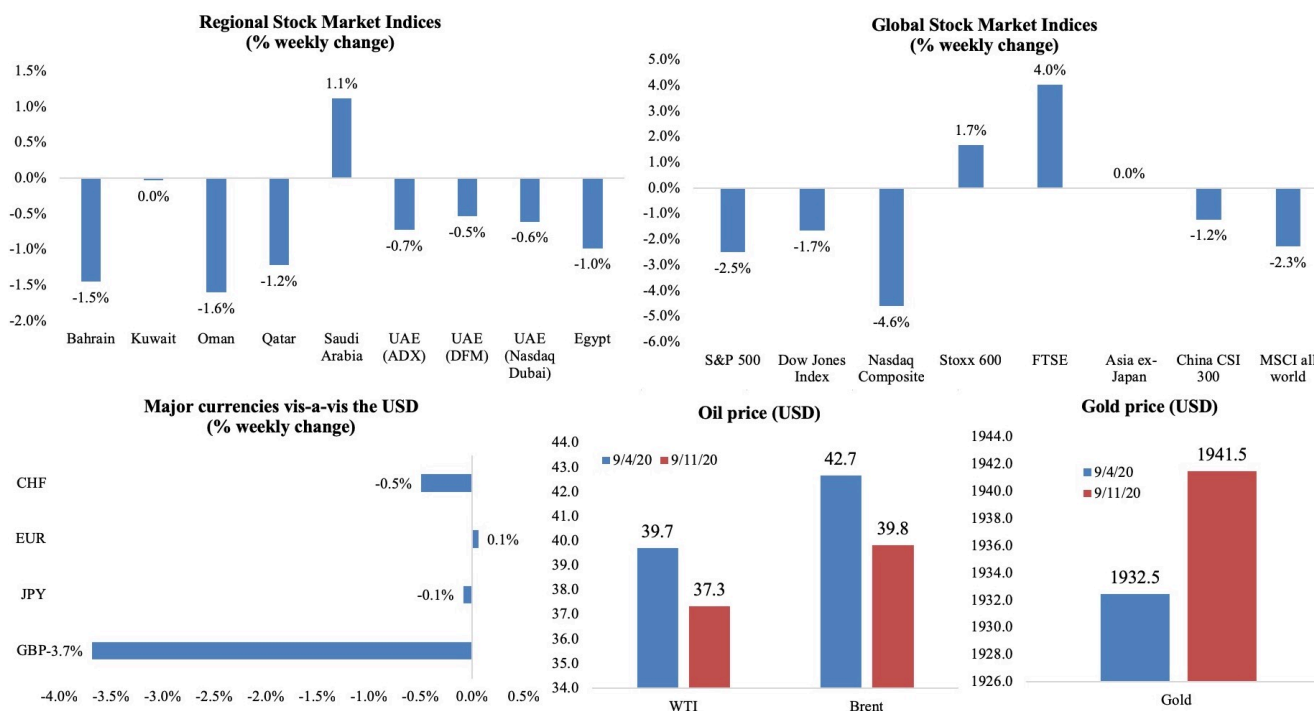 Regional Stock Market Indices
(% weekly change)
1.5%
1.0%
0.5%
0.0%
-0.5%
-1.0%
-1.5%
-2.0%
-1.5%
0.0%
-1.6%
-1.2%
1.1%
-0.7%
-0.5%
-0.6%
-1.0%
Bahrain
Kuwait
Oman
Qatar
Saudi
Arabia
UAE
(ADX)
UAE
(DFM)
UAE
(Nasdaq
Dubai)
Egypt
Global Stock Market Indices
(% weekly change)
5.0%
4.0%
3.0%
2.0%
1.0%
0.0%
-1.0%
-2.0%
-3.0%
-4.0%
-5.0%
-6.0%
-2.5%
-1.7%
-4.6%
1.7%
4.0%
0.0%
-1.2%
-2.3%
S&P 500
Dow Jones
Index
Nasdaq
Composite
Stoxx 600
FTSE
Asia ex-
Japan
China CSI
300
MSCI all
world
Major currencies vis-a-vis the USD
(% weekly change)
CHF
-0.5%
EUR
0.1%
JPY
-0.1%
GBP
-3.7%
-4.0%
-3.5%
-3.0%
-2.5%
-2.0%
-1.5%
-1.0%
-0.5%
0.0%
0.5%
Oil price (USD)
44.0
43.0
42.0
41.0
40.0
39.0
38.0
37.0
36.0
35.0
34.0
9/4/20
9/11/20
39.7
37.3
42.7
39.8
WTI
Brent
Gold price (USD)
1944.0
1942.0
1940.0
1938.0
1936.0
1934.0
1932.0
1930.0
1928.0
1926.0
9/4/20
9/11/20
1932.5
1941.5
Gold